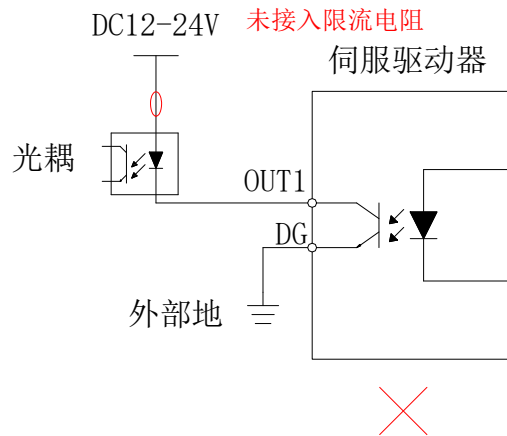 DC12-24V 未接入限流电阻
伺服驱动器
光耦
OUT1
DG
外部地